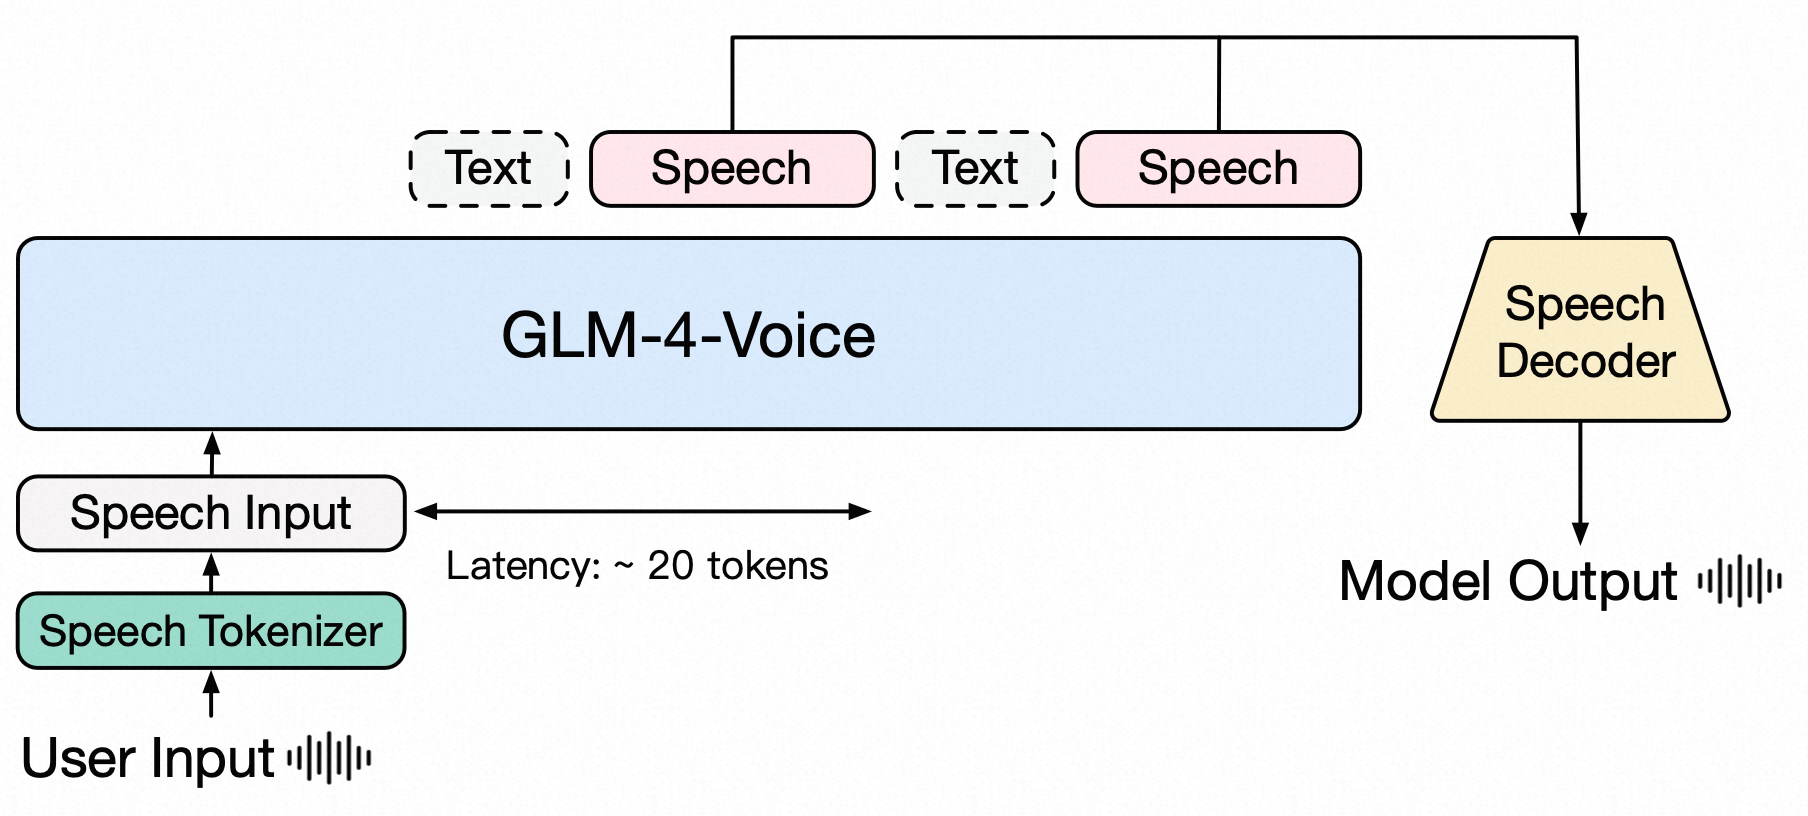 Text
Speech
Text
Speech
GLM-4-Voice
Speech
Decoder
Speech Input
Latency: ~ 20 tokens
Model Output
Speech Tokenizer
User Input